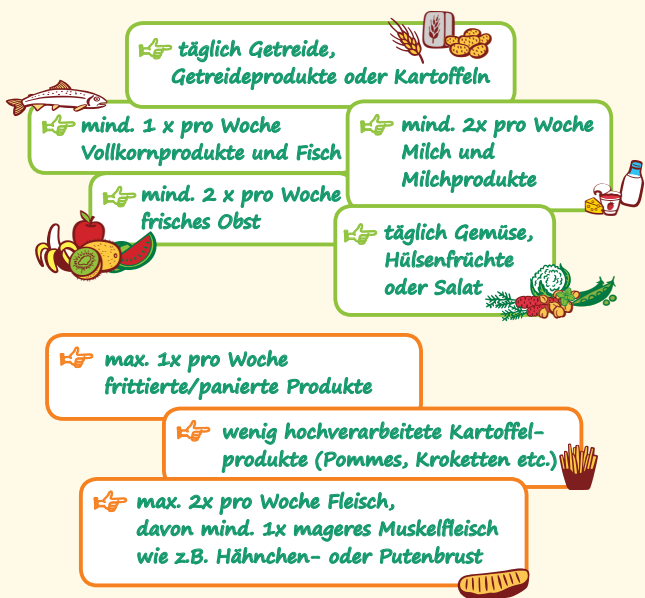 täglich Getreide,
Getreideprodukte oder Kartoffeln
mind. 1 x pro Woche
Vollkornprodukte und Fisch
mind. 2x pro Woche
Milch und
Milchprodukte
mind. 2 x pro Woche
frisches Obst
täglich Gemüse,
Hülsenfrüchte
oder Salat
max. 1x pro Woche
frittierte/panierte Produkte
wenig hochverarbeitete Kartoffel-
produkte (Pommes, Kroketten etc.)
max. 2x pro Woche Fleisch,
davon mind. 1x mageres Muskelfleisch
wie z.B. Hähnchen- oder Putenbrust